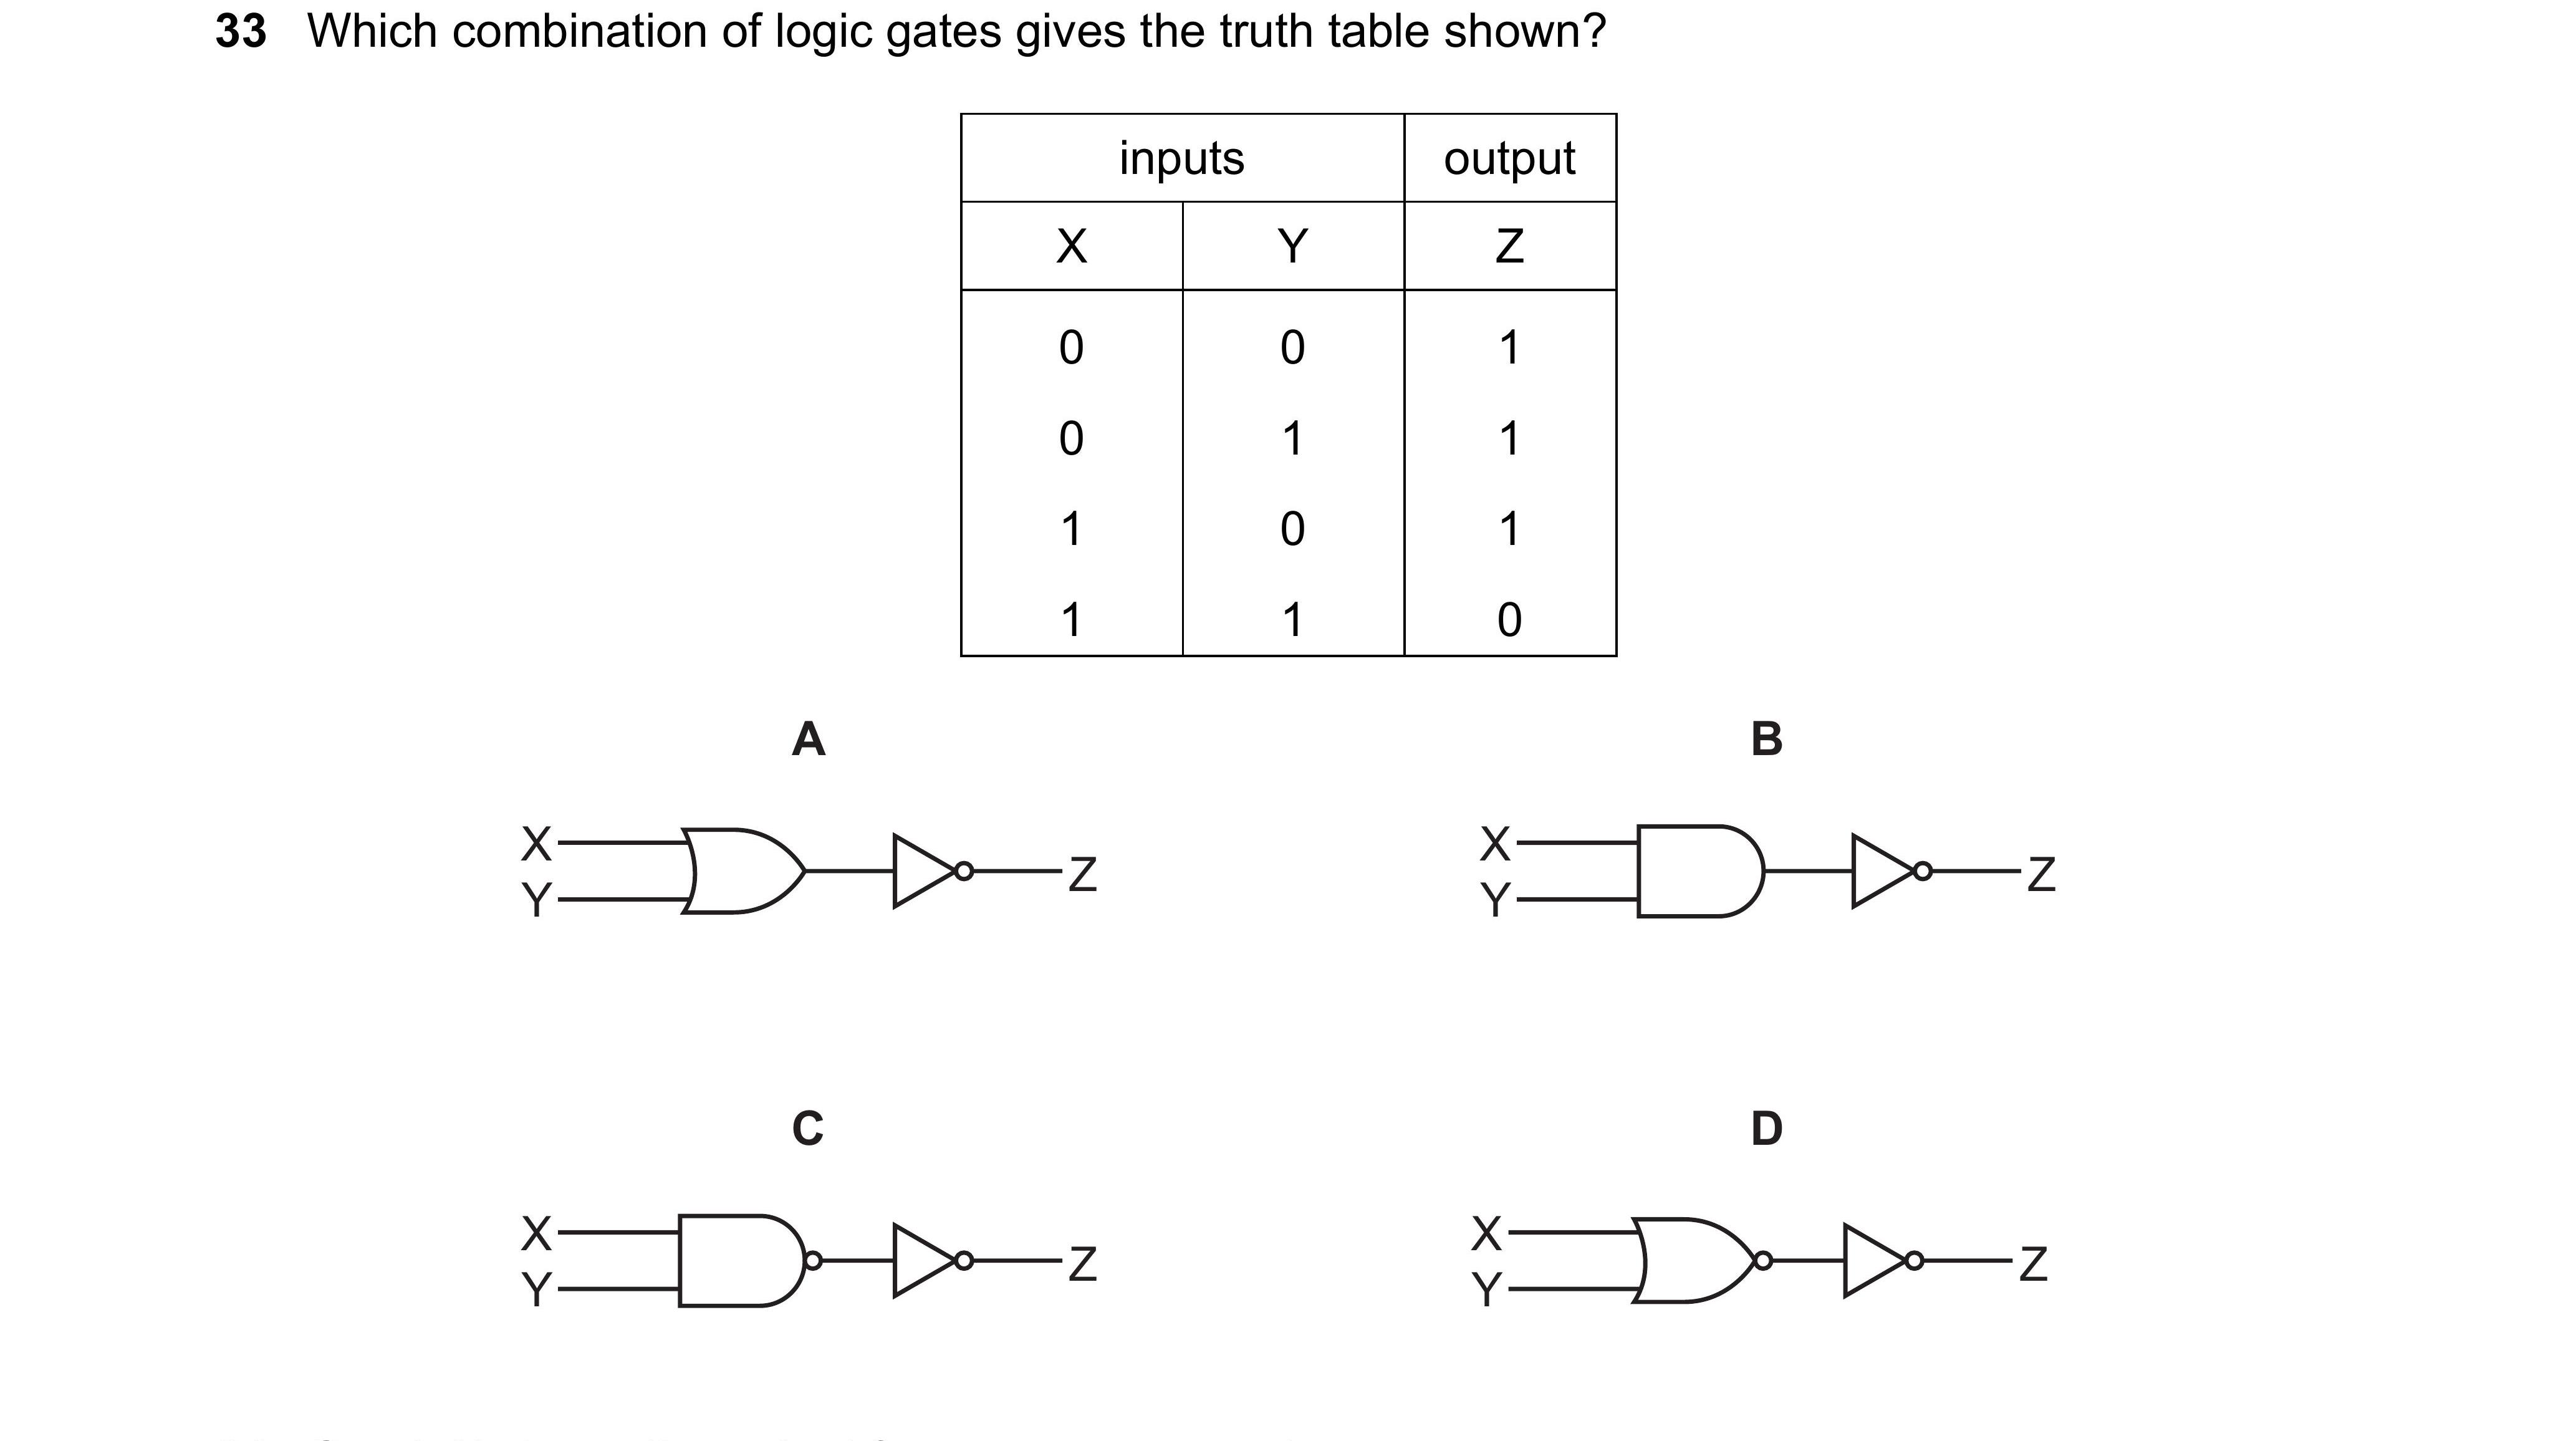 33 Which combination of logic gates gives the truth table shown?
inputs output
X Y Z
0 0 1
0 1 1
1 0 1
1 1 0
A B
X Y Z X Y Z
C D
X Y Z X Y Z